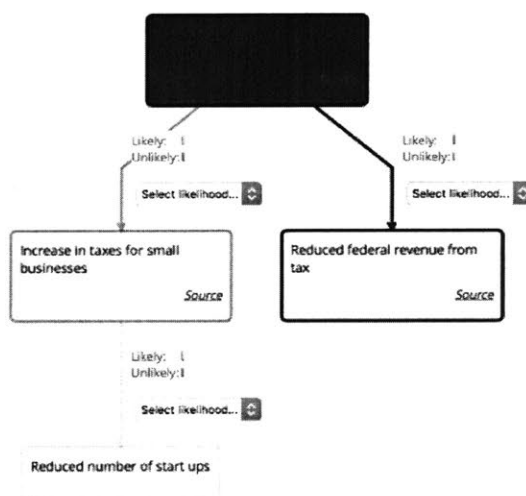 Likely:
Unlikely:
Select likelihood...
Likely:
Unlikely:
Select likelihood...
Increase in taxes for small
businesses
Source
Reduced federal revenue from
tax
Source
Likely:
Unlikely:
Select likelihood...
Reduced number of start ups